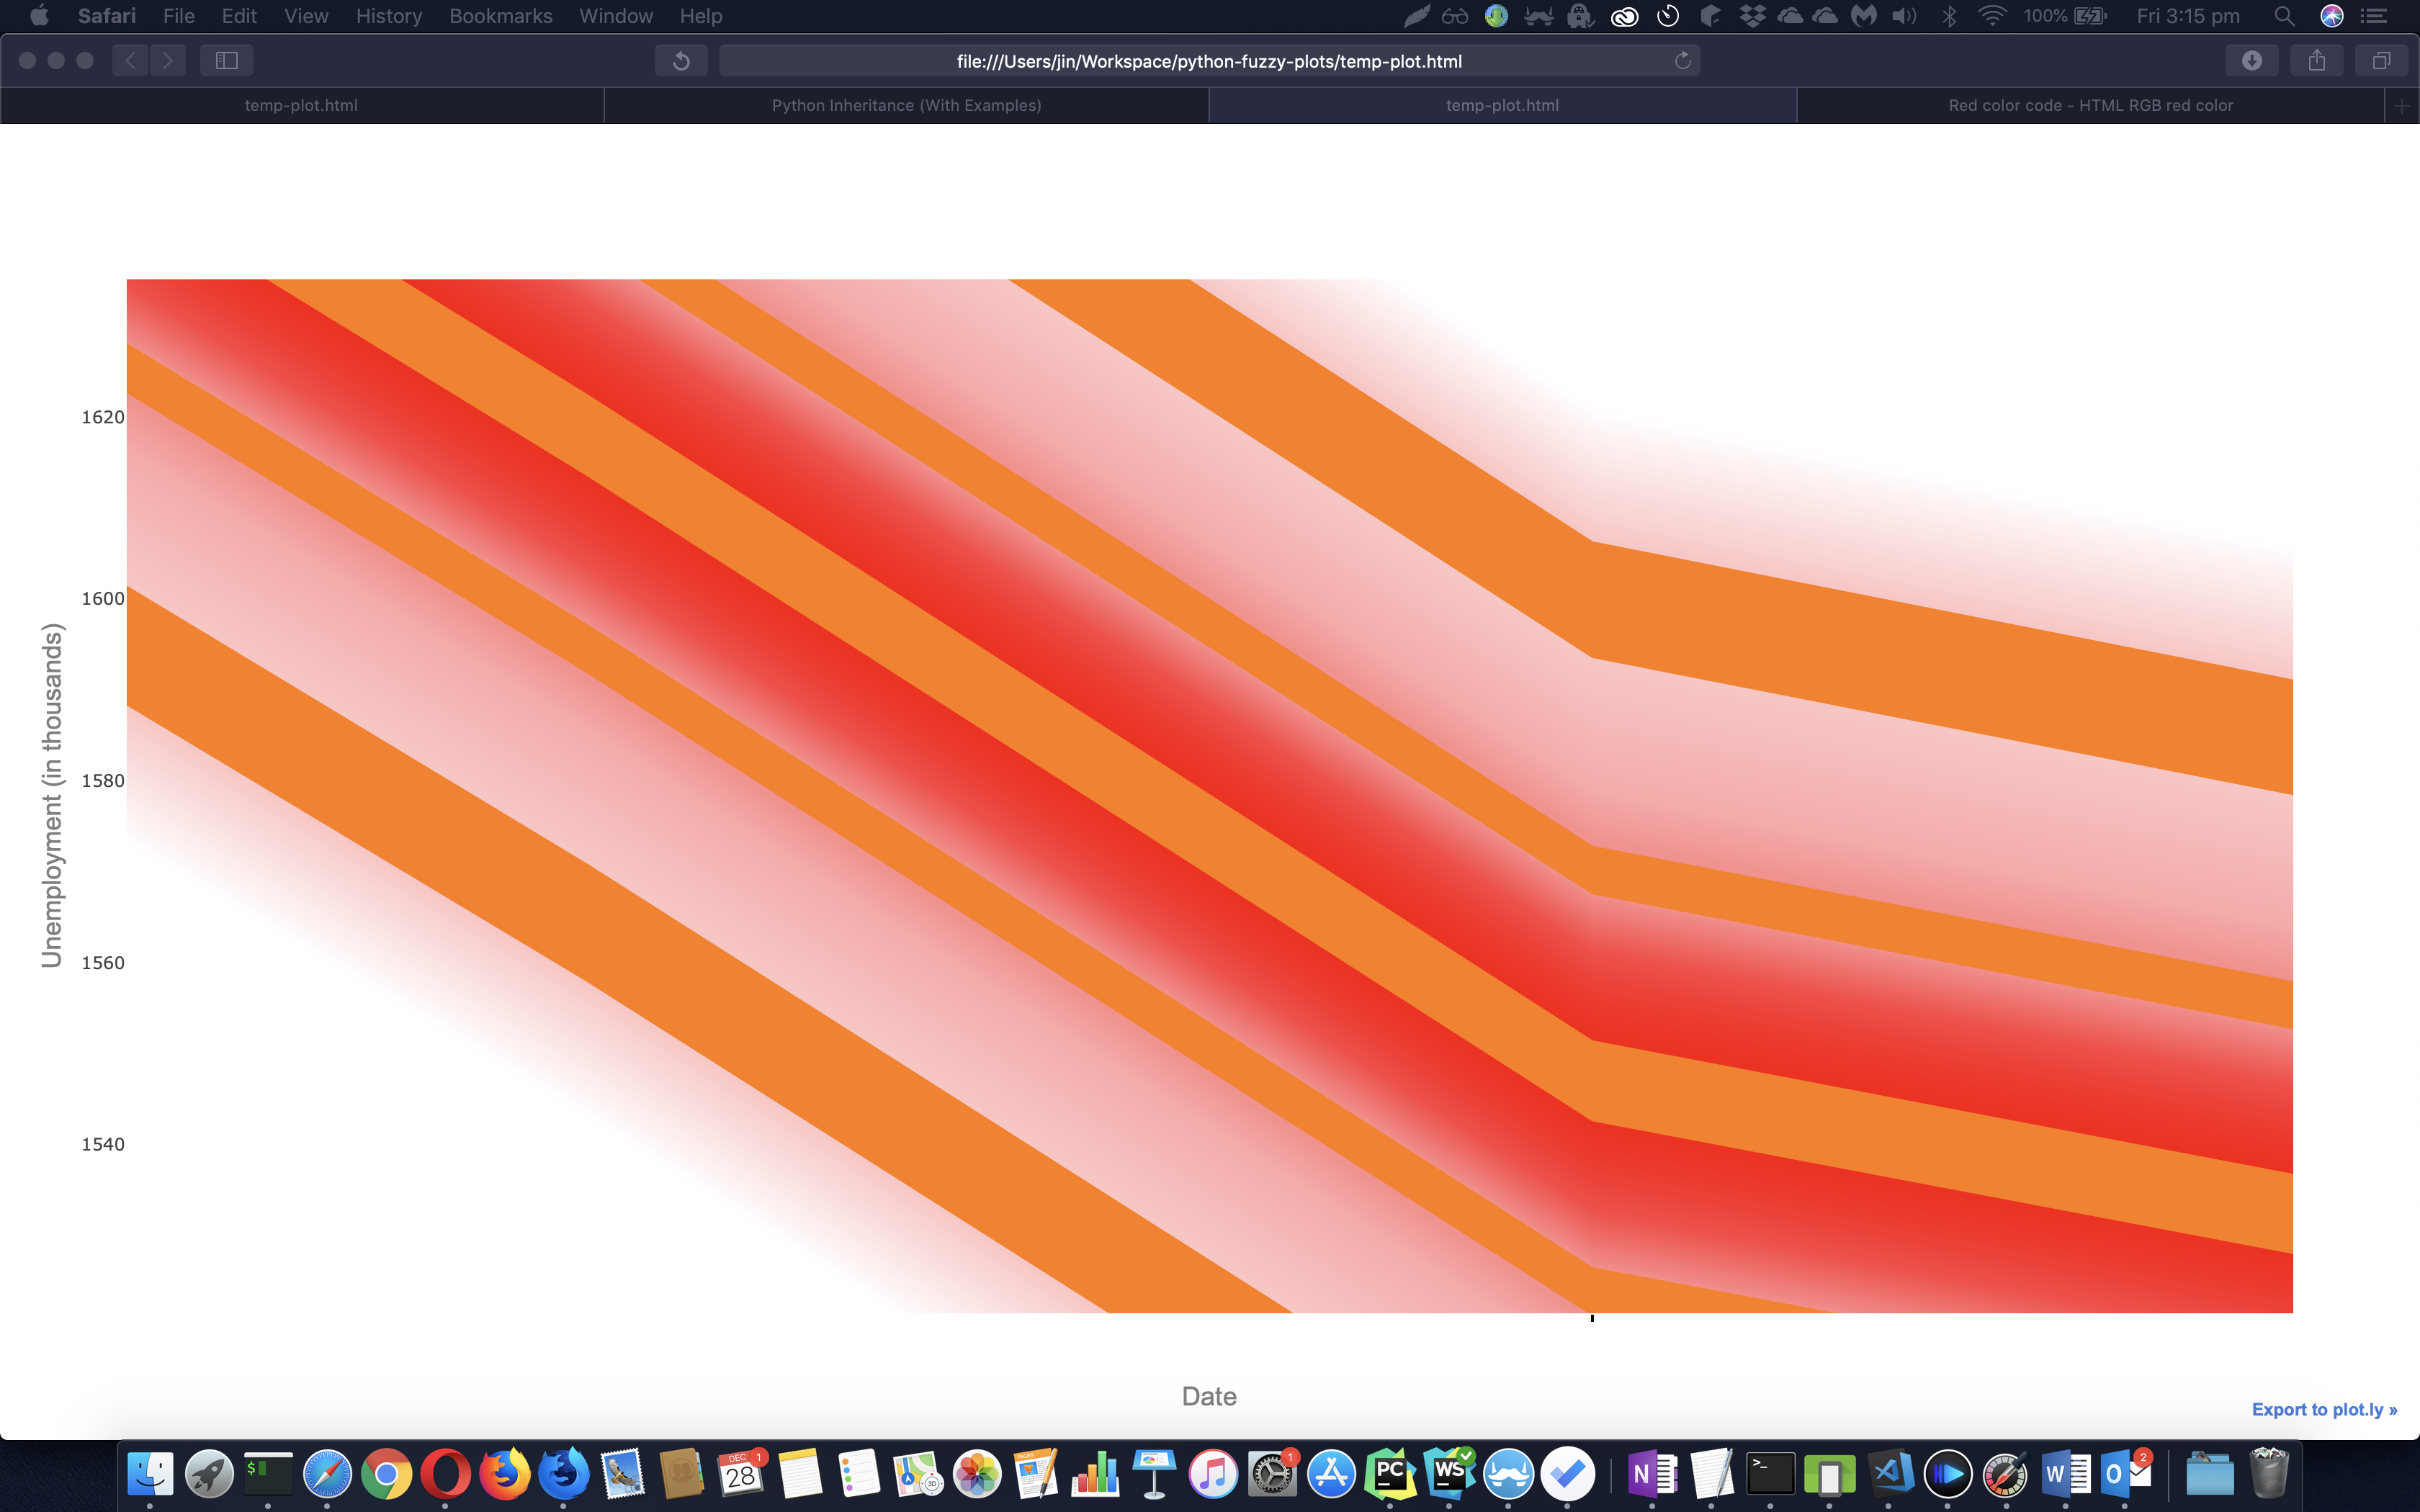 Safari File Edit View History Bookmarks Window Help 100% Fri 3:15 pm
file:///Users/jin/Workspace/python-fuzzy-plots/temp-plot.html
temp-plot.html Python Inheritance (With Examples) temp-plot.html Red color code - HTML RGB red color
1620
1600
1580
1560
1540
Unemployment (in thousands)
Date
Export to plot.ly »
$ DEC 28 1 3D 1 PC WS N >_ W O 2